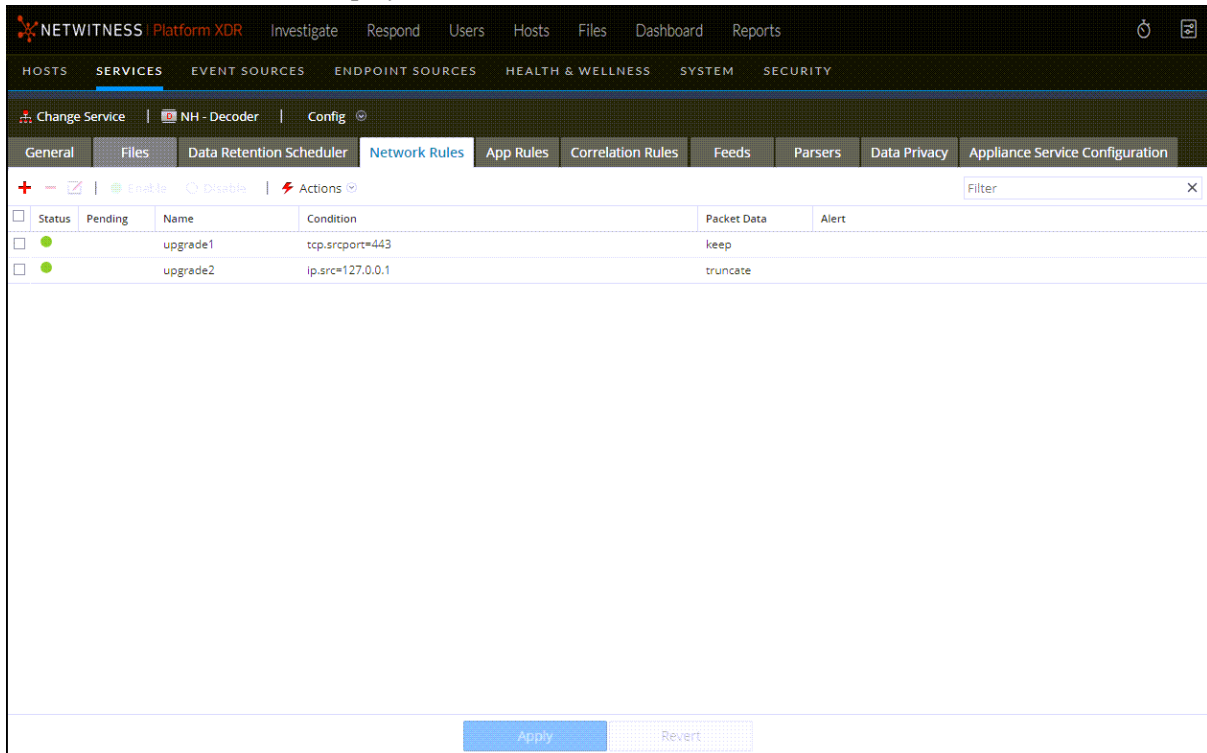 NETWITNESS Platform XDR Investigate Respond Users Hosts Files Dashboard Reports
HOSTS SERVICES EVENT SOURCES ENDPOINT SOURCES HEALTH & WELLNESS SYSTEM SECURITY
Change Service | NH - Decoder | Config
General Files Data Retention Scheduler Network Rules App Rules Correlation Rules Feeds Parsers Data Privacy Appliance Service Configuration
Enable Disable | Actions Filter
Status Pending Name Condition Packet Data Alert
upgrade1 tcp.srcport=443 keep
upgrade2 ip.src=127.0.0.1 truncate
Apply Revert